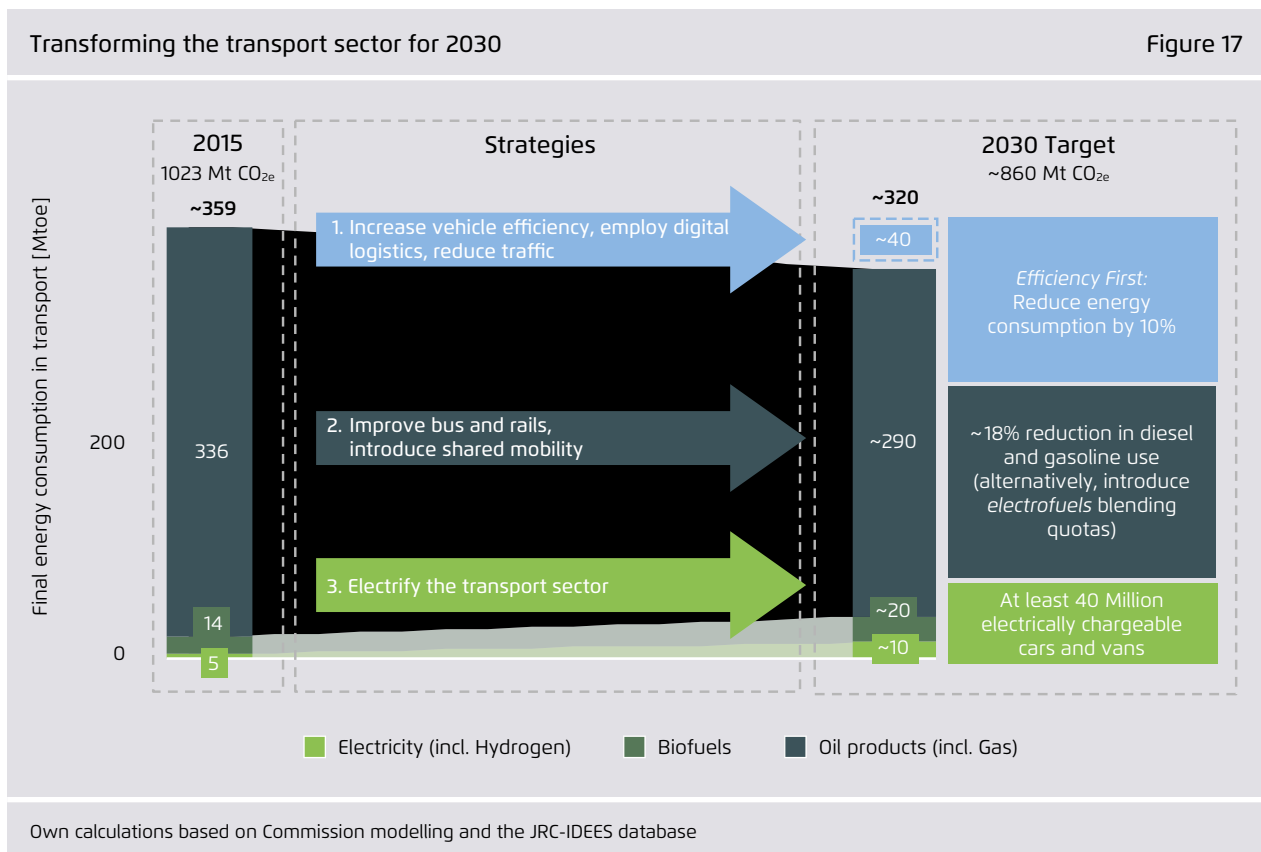 Transforming the transport sector for 2030
Figure 17
Final energy consumption in transport [Mtoe]
200
0
2015
1023 Mt CO2e
~359
336
14
5
Strategies
1. Increase vehicle efficiency, employ digital
logistics, reduce traffic
2. Improve bus and rails,
introduce shared mobility
3. Electrify the transport sector
2030 Target
~860 Mt CO2e
~320
~40
~290
~20
~10
Efficiency First:
Reduce energy
consumption by 10%
~18% reduction in diesel
and gasoline use
(alternatively, introduce
electrofuels blending
quotas)
At least 40 Million
electrically chargeable
cars and vans
Electricity (incl. Hydrogen)
Biofuels
Oil products (incl. Gas)
Own calculations based on Commission modelling and the JRC-IDEES database